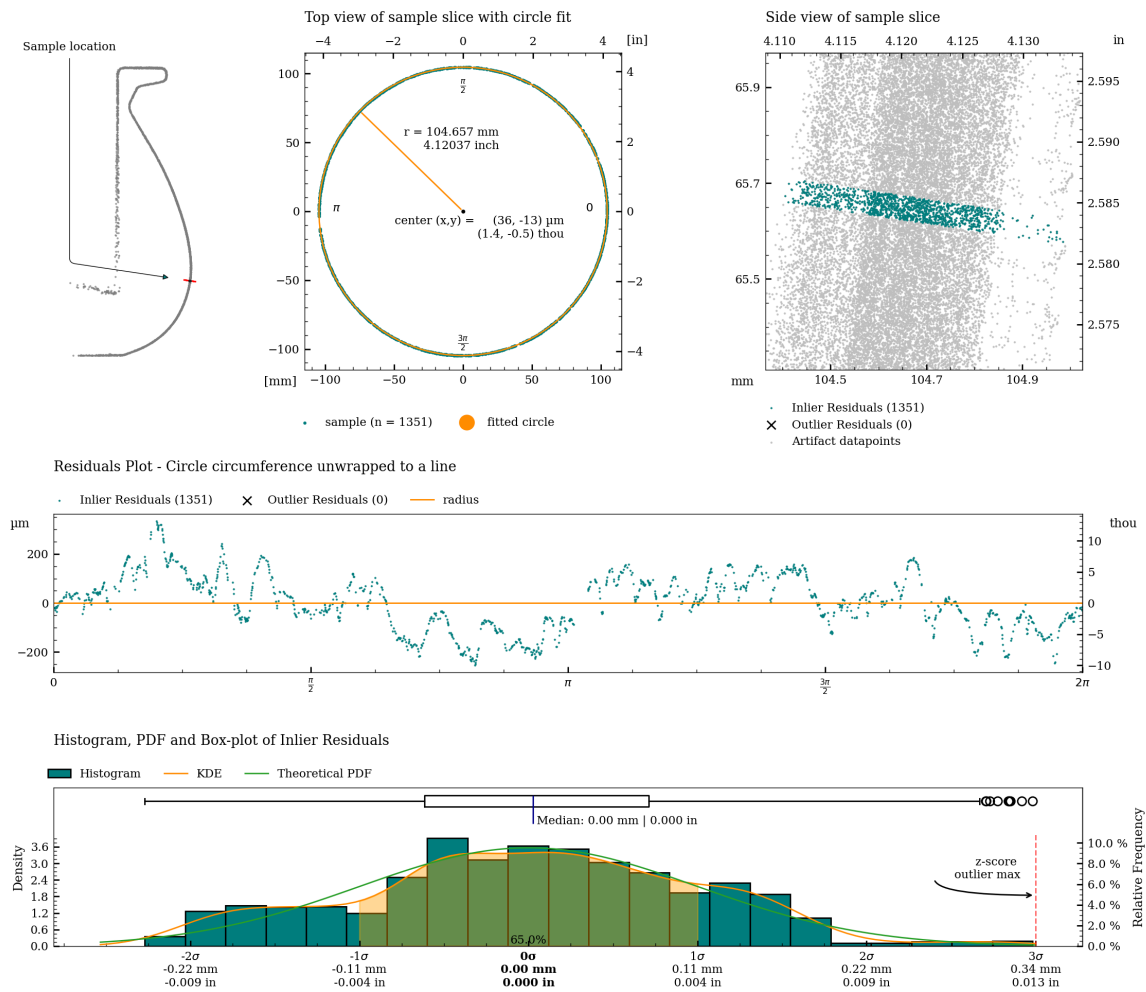 Sample location
Top view of sample slice with circle fit
−4 −2 0 2 4 [in]
100
50
0
−50
−100
[mm]
−100 −50 0 50 100
4
2
0
−2
−4
π/2
π
0
3π/2
r = 104.657 mm
4.12037 inch
center (x,y) = (36, -13) µm
(1.4, -0.5) thou
sample (n = 1351) fitted circle
Side view of sample slice
4.110 4.115 4.120 4.125 4.130 in
65.9
65.7
65.5
2.595
2.590
2.585
2.580
2.575
mm 104.5 104.7 104.9
Inlier Residuals (1351)
Outlier Residuals (0)
Artifact datapoints
Residuals Plot - Circle circumference unwrapped to a line
Inlier Residuals (1351) Outlier Residuals (0) radius
µm
200
0
−200
thou
10
5
0
−5
−10
0 π/2 π 3π/2 2π
Histogram, PDF and Box-plot of Inlier Residuals
Histogram KDE Theoretical PDF
Median: 0.00 mm | 0.000 in
Density
3.6
3.0
2.4
1.8
1.2
0.6
0.0
z-score
outlier max
65.0%
10.0 %
8.0 %
6.0 %
4.0 %
2.0 %
0.0 %
Relative Frequency
-2σ -1σ 0σ 1σ 2σ 3σ
-0.22 mm -0.11 mm 0.00 mm 0.11 mm 0.22 mm 0.34 mm
-0.009 in -0.004 in 0.000 in 0.004 in 0.009 in 0.013 in